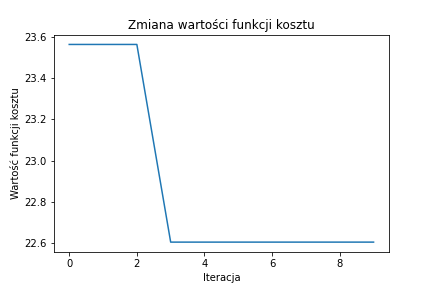 Zmiana wartości funkcji kosztu
23.6
23.4
23.2
23.0
22.8
22.6
Wartość funkcji kosztu
0 2 4 6 8
Iteracja